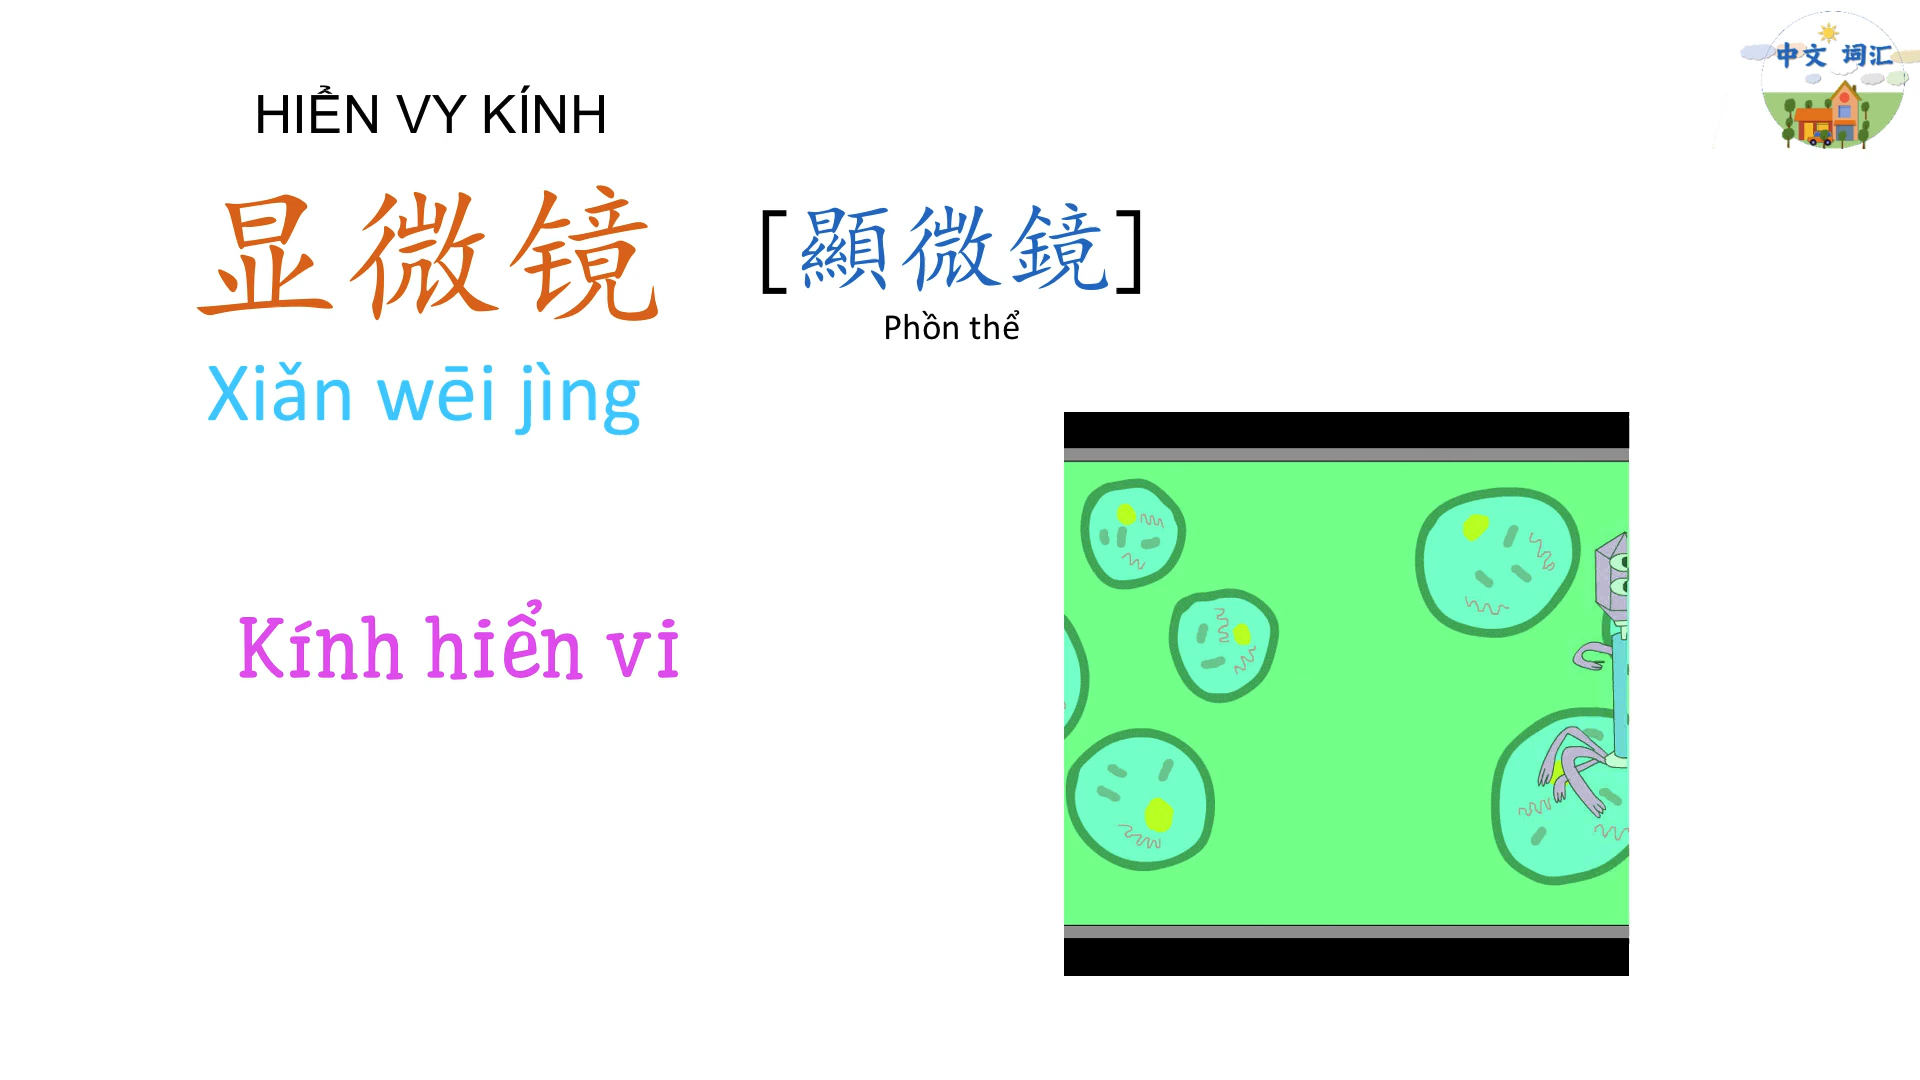 中文 词汇
HIỂN VY KÍNH
显微镜 [顯微鏡]
Phồn thể
Xiǎn wēi jìng
Kính hiển vi